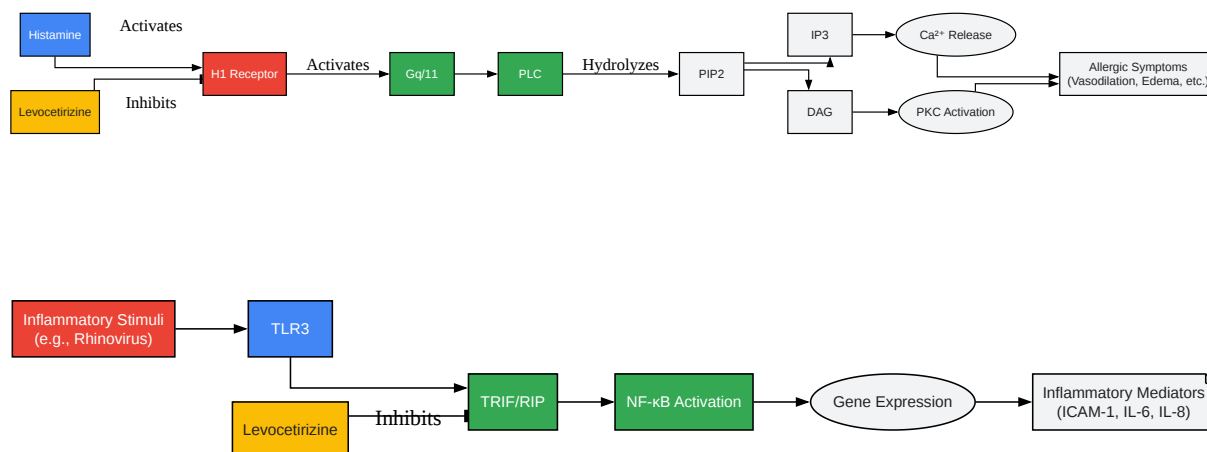 Histamine
Activates
Levocetirizine
Inhibits
H1 Receptor
Activates
Gq/11
PLC
Hydrolyzes
PIP2
IP3
DAG
Ca²⁺ Release
PKC Activation
Allergic Symptoms
(Vasodilation, Edema, etc.)
Inflammatory Stimuli
(e.g., Rhinovirus)
TLR3
Levocetirizine
Inhibits
TRIF/RIP
NF-κB Activation
Gene Expression
Inflammatory Mediators
(ICAM-1, IL-6, IL-8)